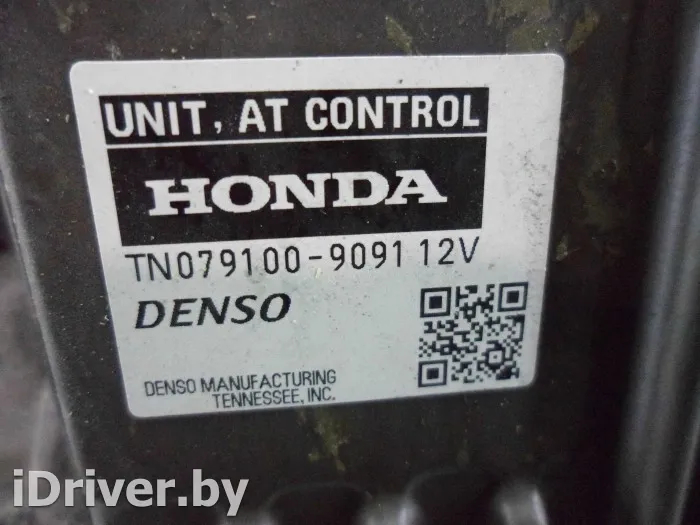 UNIT, AT CONTROL
HONDA
TN079100-9091 12V
DENSO
DENSO MANUFACTURING
TENNESSEE, INC.
iDriver.by